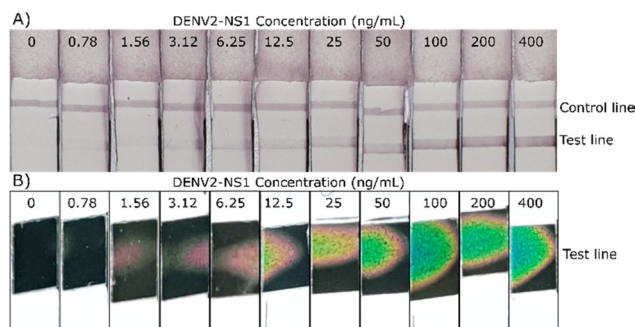 A) DENV2-NS1 Concentration (ng/mL)
0 0.78 1.56 3.12 6.25 12.5 25 50 100 200 400
Control line
Test line
B) DENV2-NS1 Concentration (ng/mL)
0 0.78 1.56 3.12 6.25 12.5 25 50 100 200 400
Test line